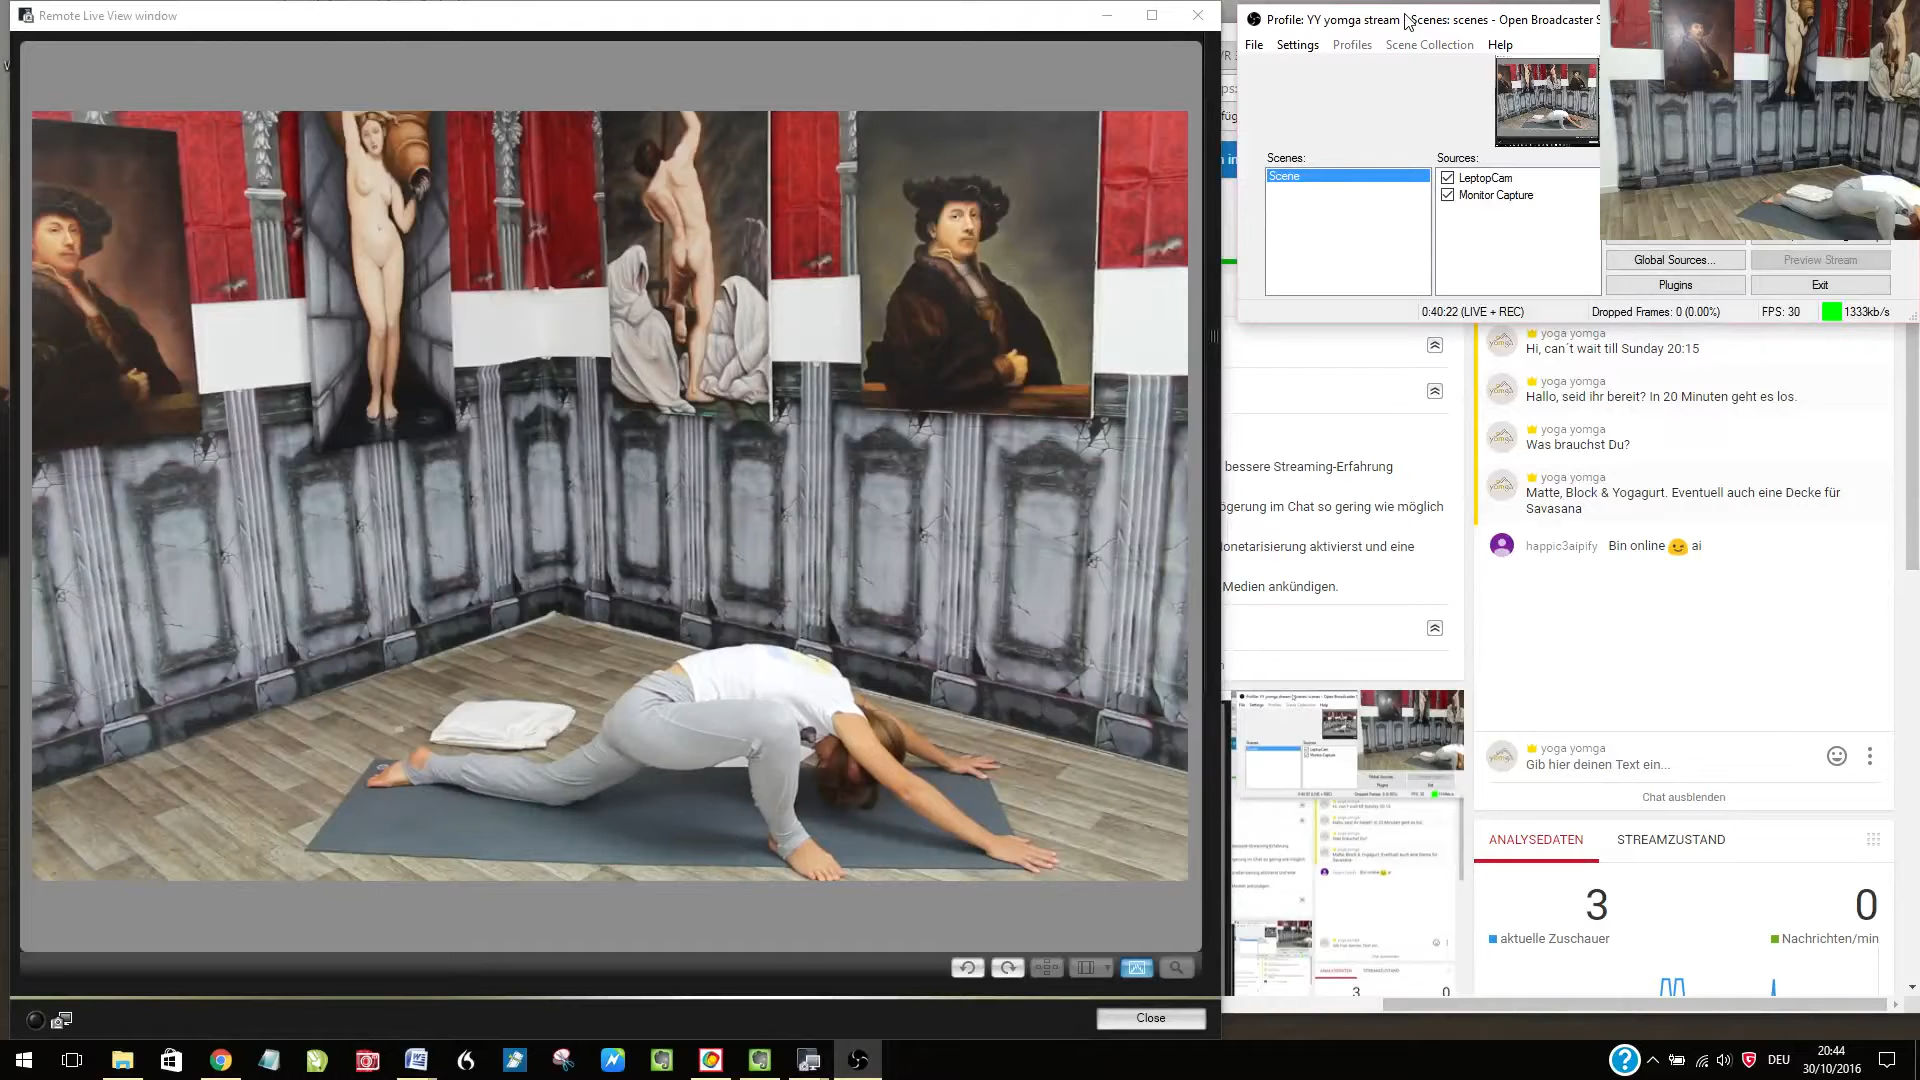 Remote Live View window
Close
Profile: YY yomga stream
Scenes: scenes - Open Broadcaster S
File
Settings
Profiles
Scene Collection
Help
Scenes:
Sources:
Scene
LeptopCam
Monitor Capture
Global Sources...
Preview Stream
Plugins
Exit
0:40:22 (LIVE + REC)
Dropped Frames: 0 (0.00%)
FPS: 30
1333kb/s
yoga yomga
Hi, can´t wait till Sunday 20:15
yoga yomga
Hallo, seid ihr bereit? In 20 Minuten geht es los.
yoga yomga
Was brauchst Du?
yoga yomga
Matte, Block & Yogagurt. Eventuell auch eine Decke für
Savasana
happic3aipify Bin online 😉 ai
bessere Streaming-Erfahrung
ögerung im Chat so gering wie möglich
onetarisierung aktivierst und eine
Medien ankündigen.
yoga yomga
Gib hier deinen Text ein...
Chat ausblenden
ANALYSEDATEN
STREAMZUSTAND
3
0
aktuelle Zuschauer
Nachrichten/min
DEU
20:44
30/10/2016